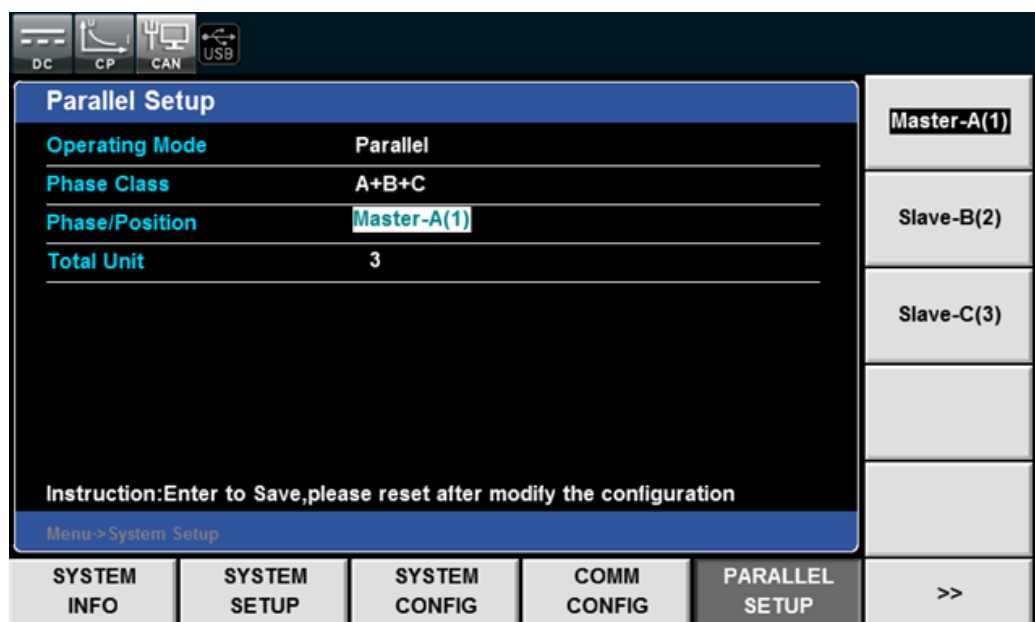 DC CP CAN USB
Parallel Setup
Operating Mode Parallel
Phase Class A+B+C
Phase/Position Master-A(1)
Total Unit 3
Instruction:Enter to Save,please reset after modify the configuration
Menu->System Setup
Master-A(1)
Slave-B(2)
Slave-C(3)
SYSTEM INFO
SYSTEM SETUP
SYSTEM CONFIG
COMM CONFIG
PARALLEL SETUP
>>